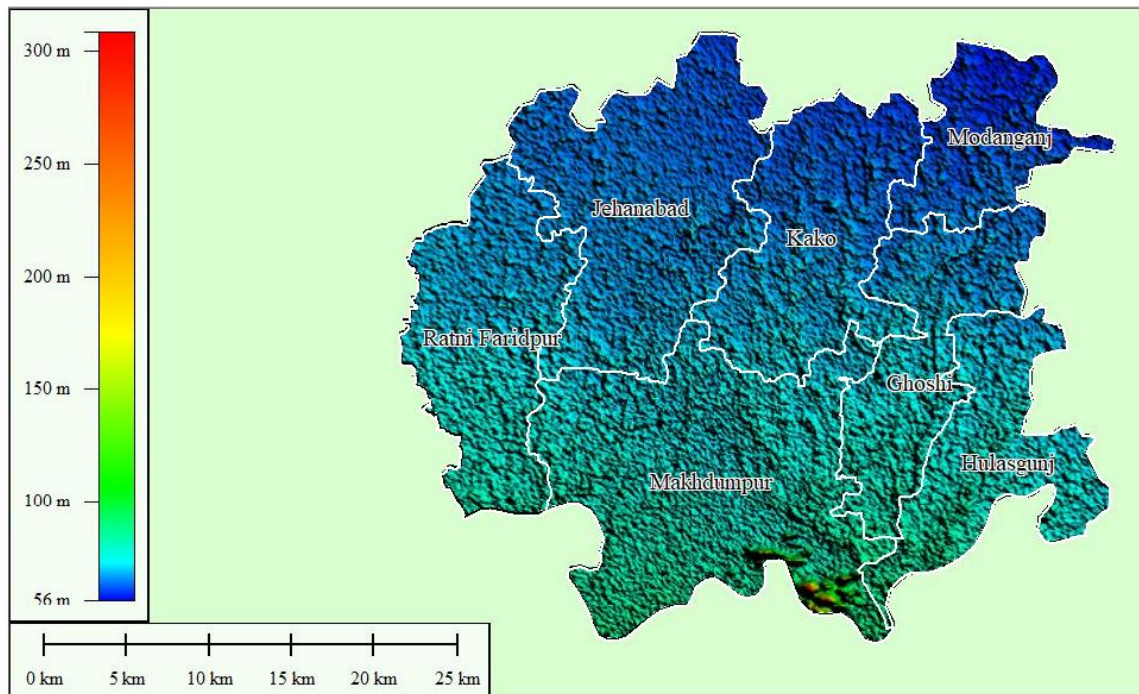 300 m
250 m
200 m
150 m
100 m
56 m
0 km 5 km 10 km 15 km 20 km 25 km
Modanganj
Jehanabad
Kako
Ratni Faridpur
Ghoshi
Hulasgunj
Makhdumpur